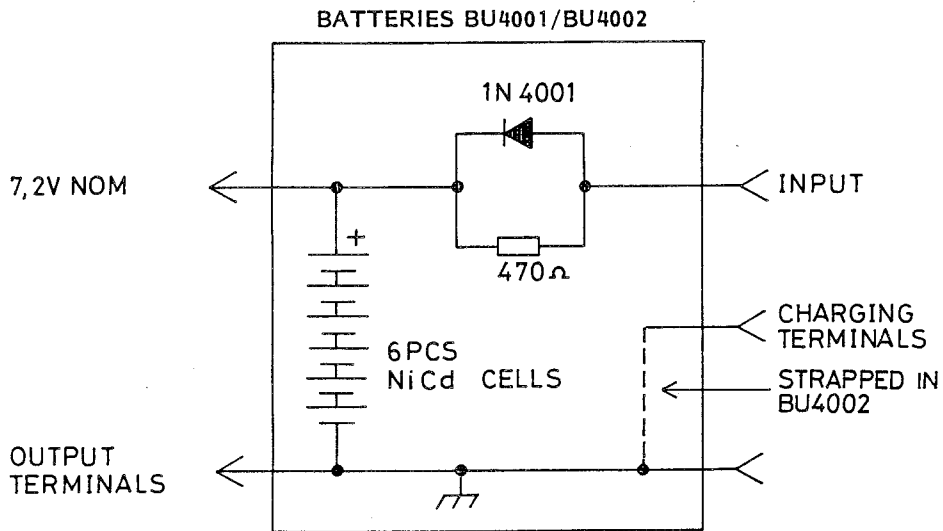 BATTERIES BU4001/BU4002
1N 4001
7,2V NOM
INPUT
+
470Ω
CHARGING
TERMINALS
6PCS
NiCd CELLS
STRAPPED IN
BU4002
OUTPUT
TERMINALS